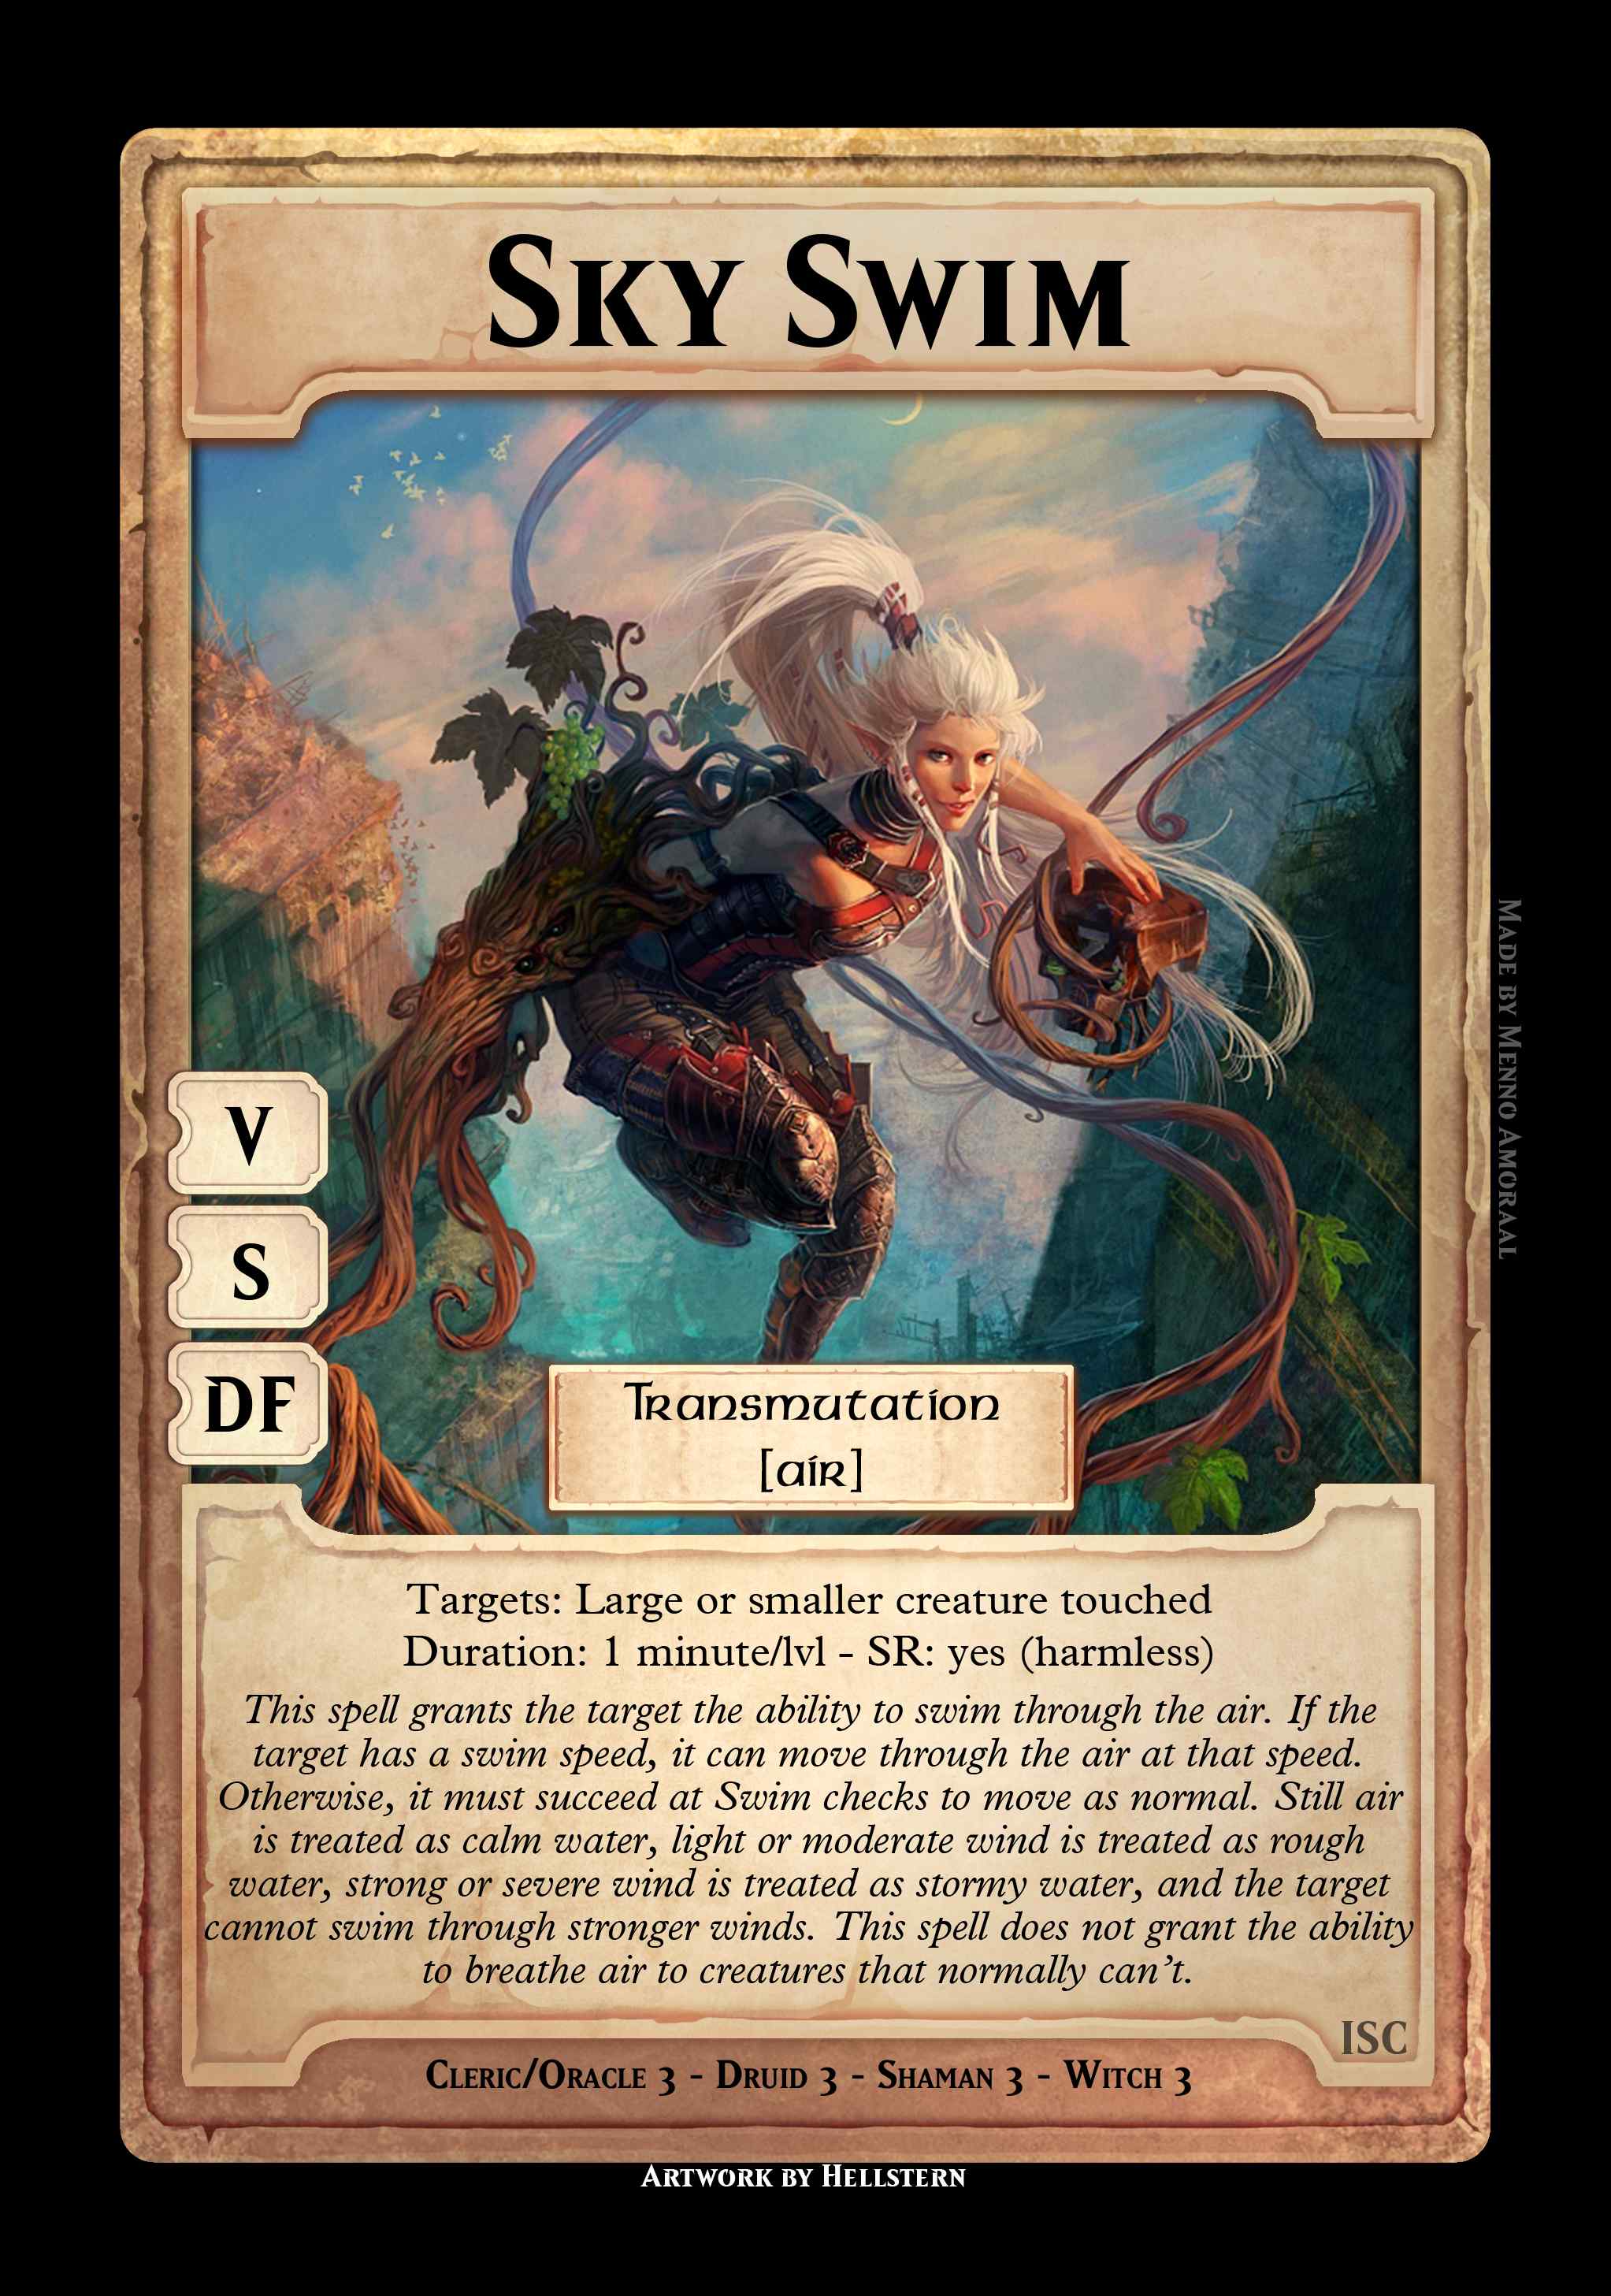 Sky Swim
V
S
DF
Transmutation
[air]
Targets: Large or smaller creature touched
Duration: 1 minute/lvl - SR: yes (harmless)
This spell grants the target the ability to swim through the air. If the
target has a swim speed, it can move through the air at that speed.
Otherwise, it must succeed at Swim checks to move as normal. Still air
is treated as calm water, light or moderate wind is treated as rough
water, strong or severe wind is treated as stormy water, and the target
cannot swim through stronger winds. This spell does not grant the ability
to breathe air to creatures that normally can't.
ISC
Cleric/Oracle 3 - Druid 3 - Shaman 3 - Witch 3
Artwork by Hellstern
Made by Menno Amoraal